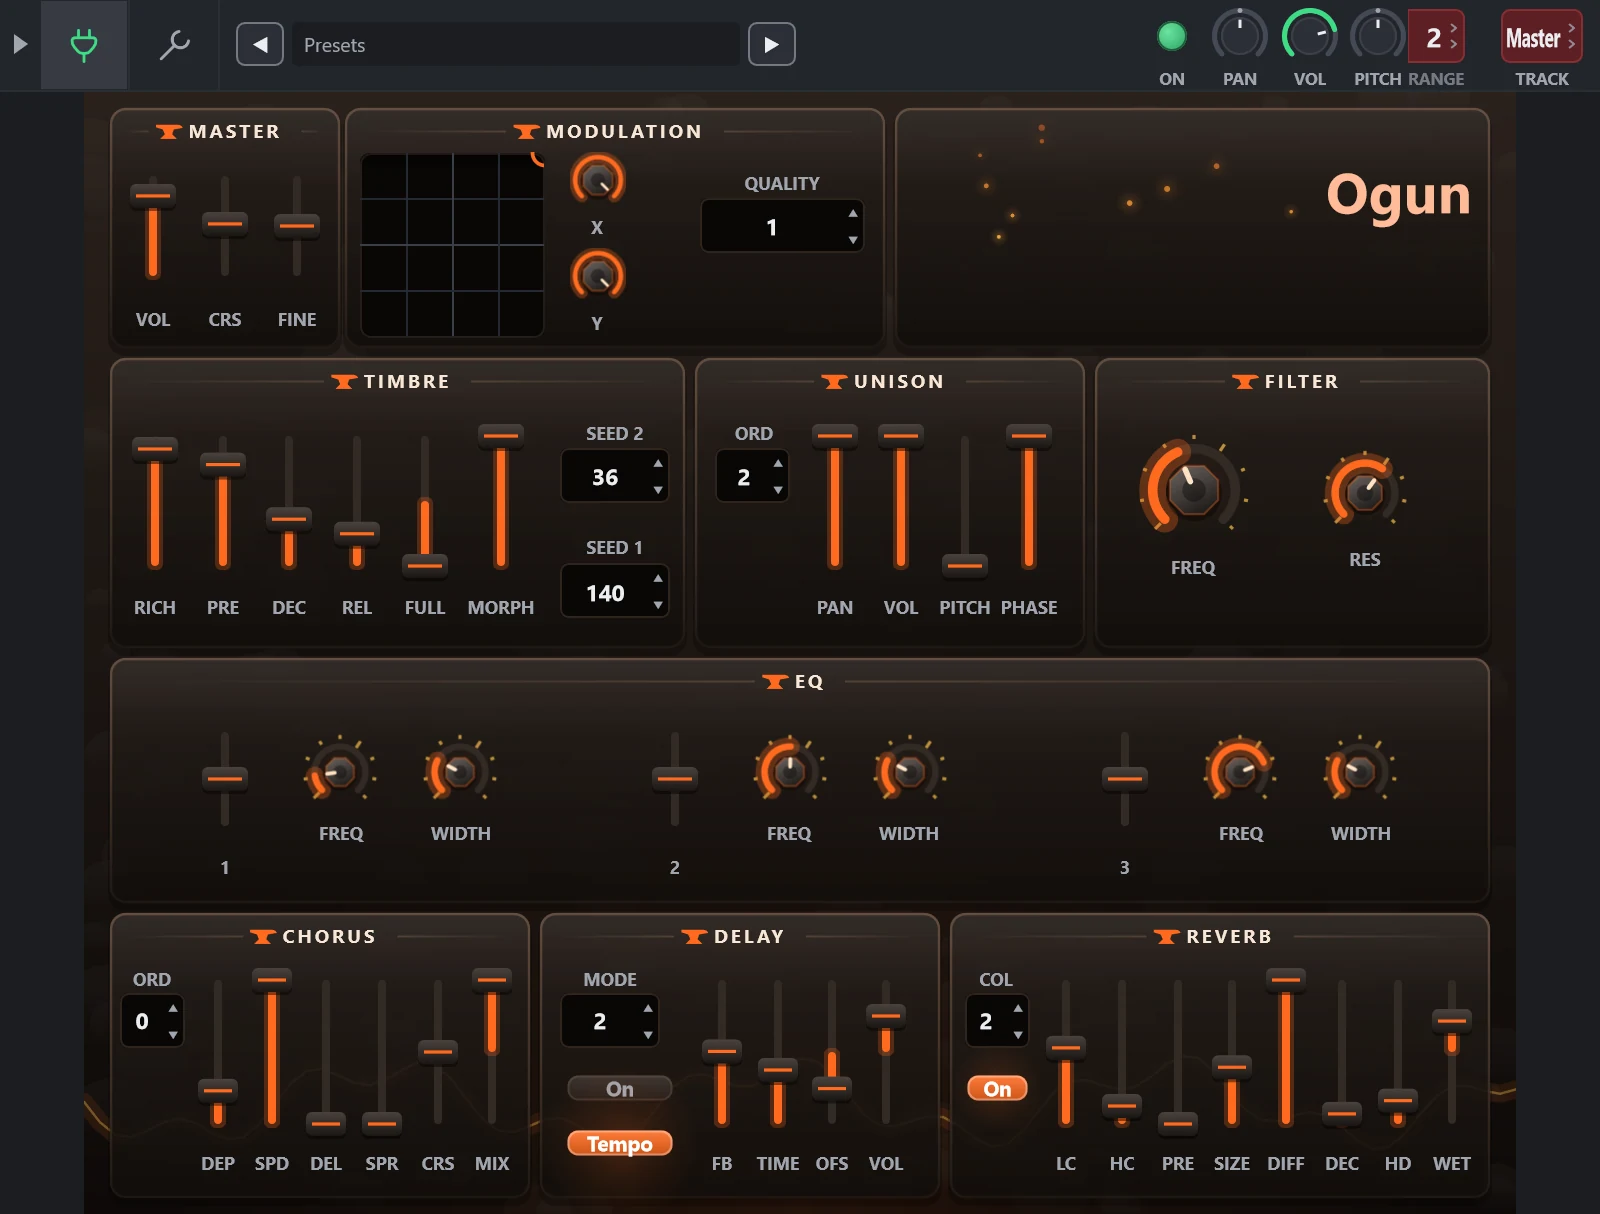 Presets
ON
PAN
VOL
PITCH
RANGE
2
Master
TRACK
MASTER
VOL
CRS
FINE
MODULATION
X
Y
QUALITY
1
Ogun
TIMBRE
RICH
PRE
DEC
REL
FULL
MORPH
SEED 2
36
SEED 1
140
UNISON
ORD
2
PAN
VOL
PITCH
PHASE
FILTER
FREQ
RES
EQ
FREQ
WIDTH
1
FREQ
WIDTH
2
FREQ
WIDTH
3
CHORUS
ORD
0
DEP
SPD
DEL
SPR
CRS
MIX
DELAY
MODE
2
On
Tempo
FB
TIME
OFS
VOL
REVERB
COL
2
On
LC
HC
PRE
SIZE
DIFF
DEC
HD
WET